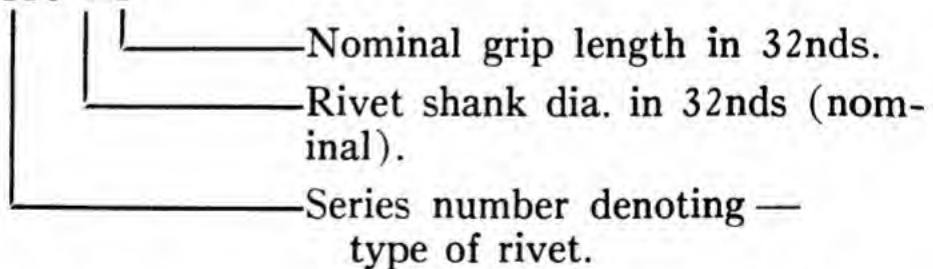 Nominal grip length in 32nds.
Rivet shank dia. in 32nds (nom-
inal).
Series number denoting —
type of rivet.